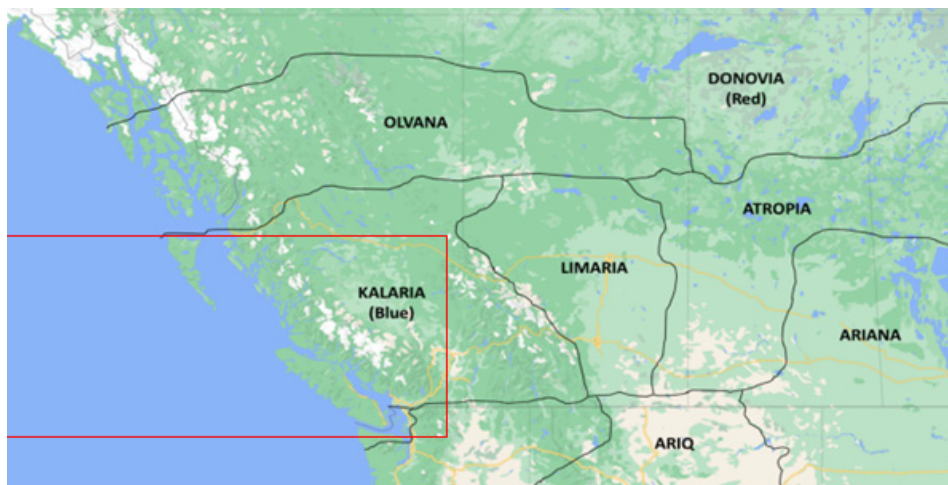 DONOVIA
(Red)
OLVANA
ATROPIA
LIMARIA
KALARIA
(Blue)
ARIANA
ARIQ